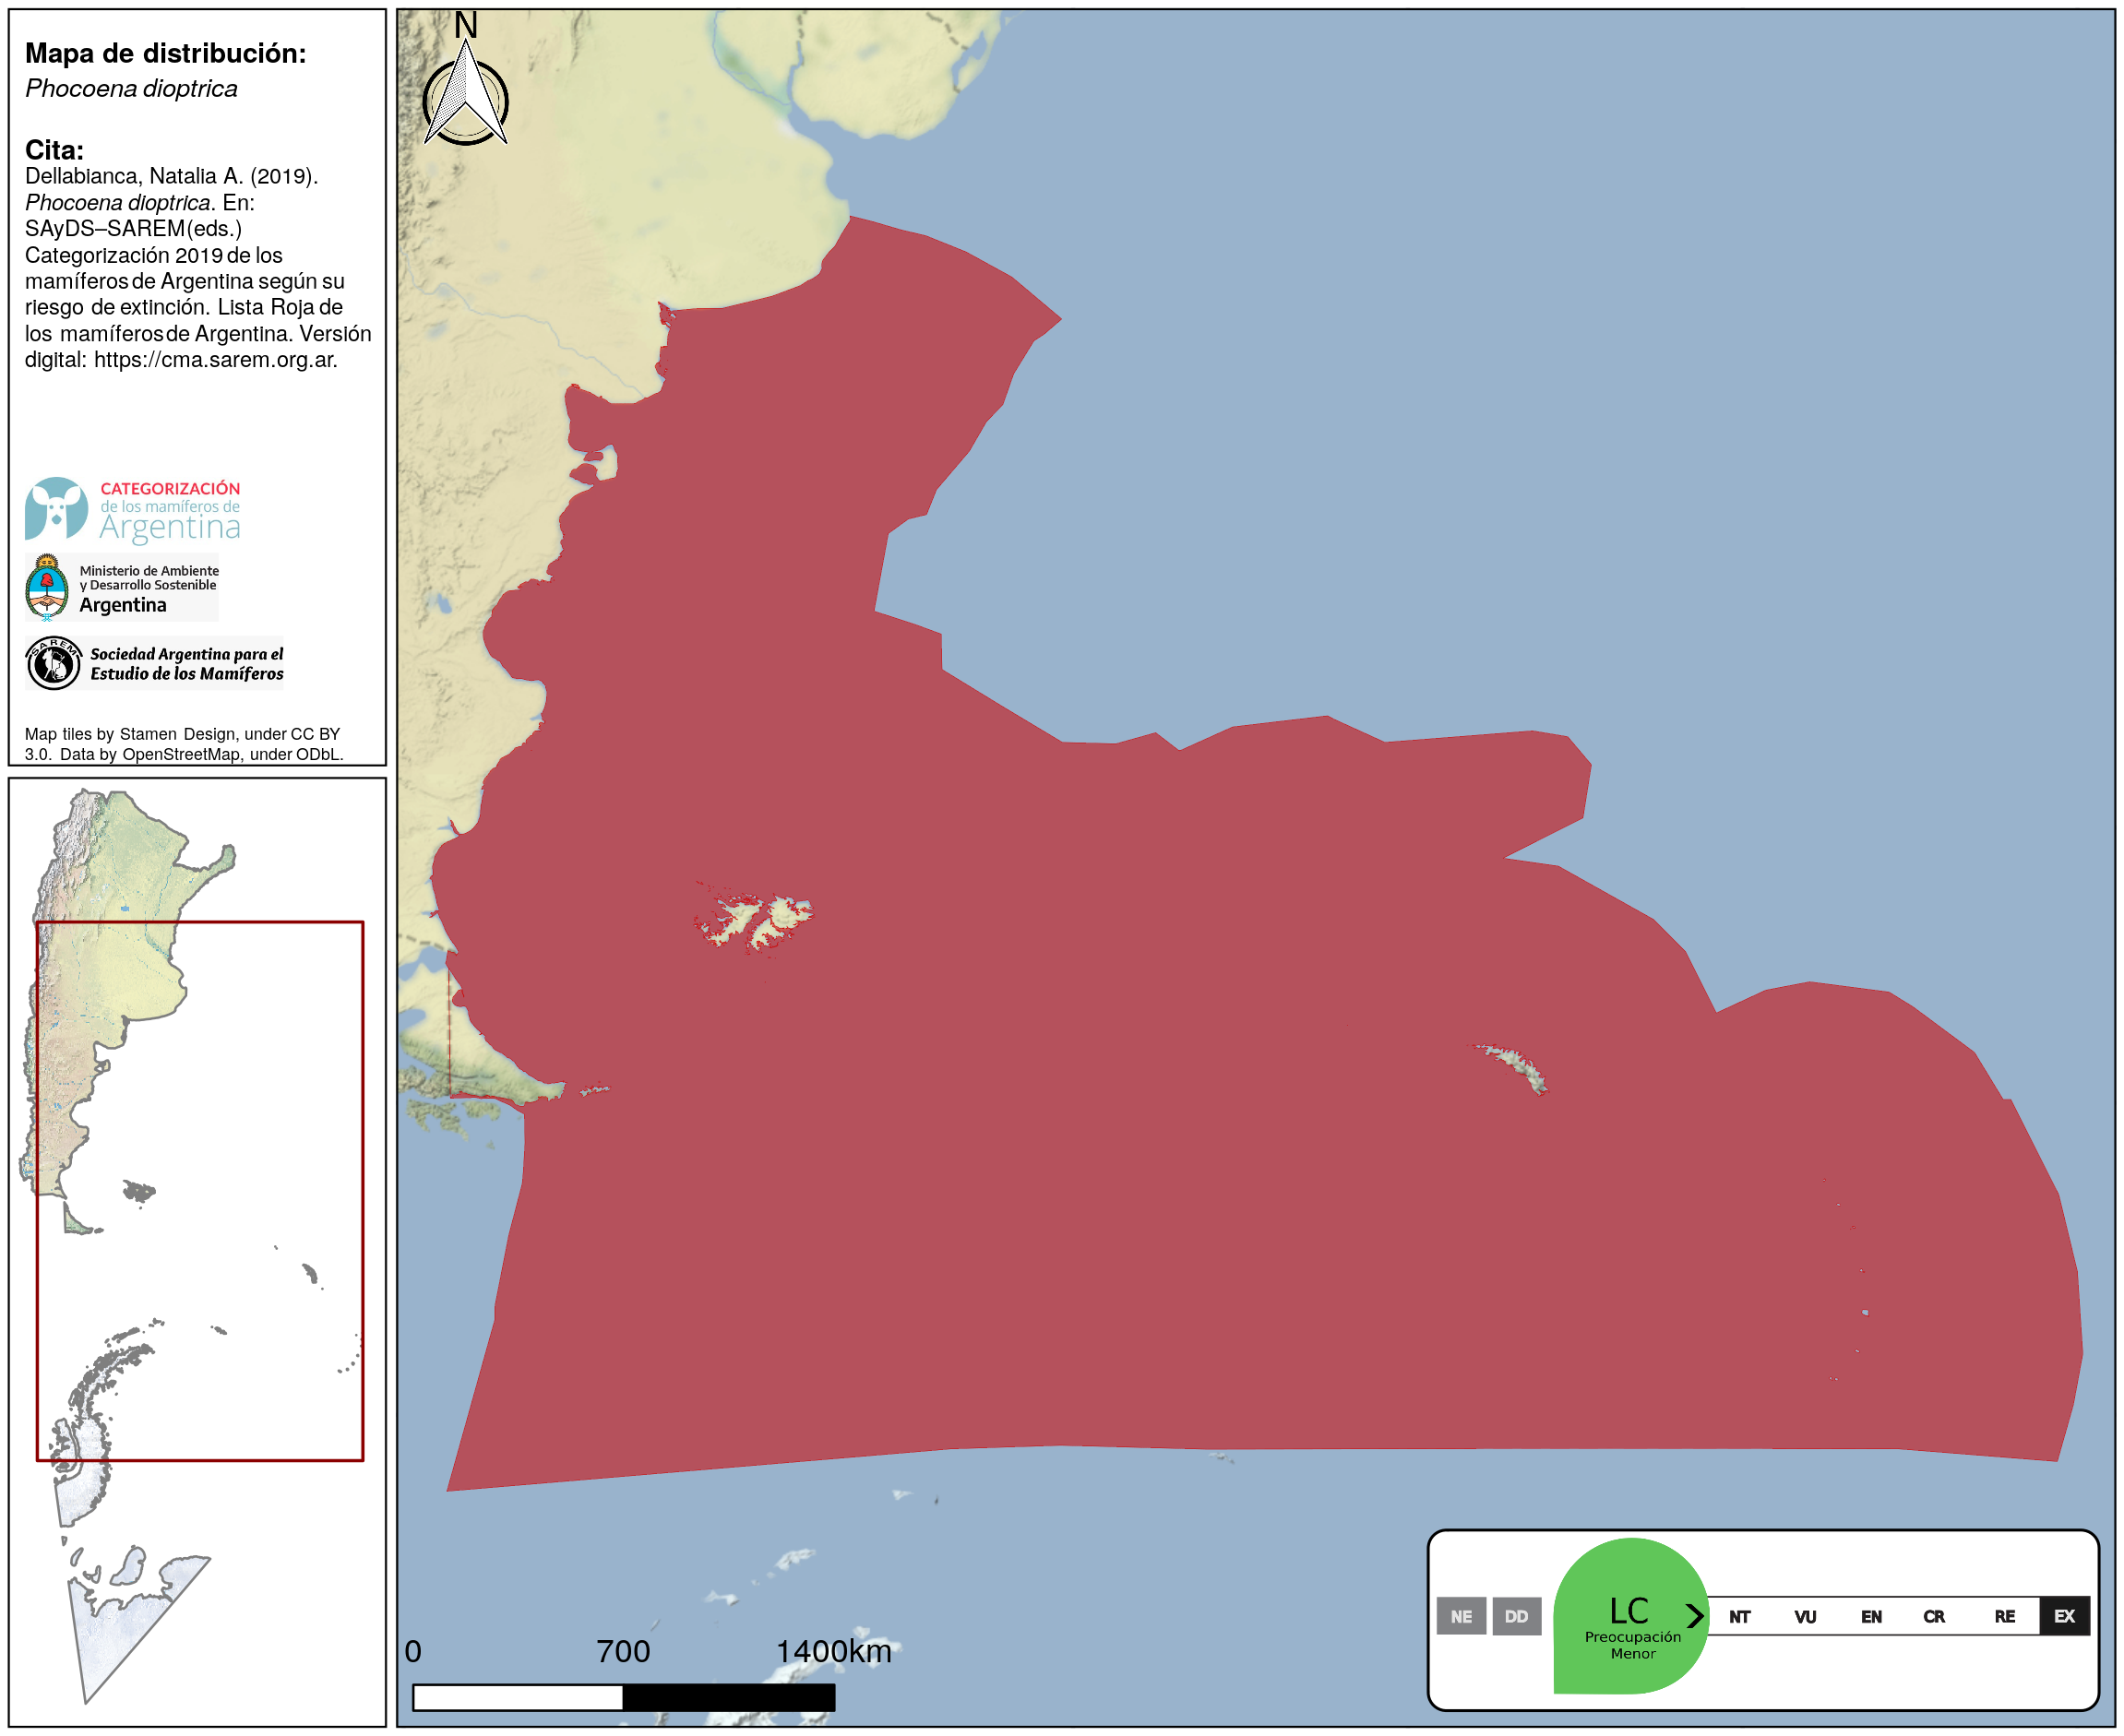 Mapa de distribución:
Phocoena dioptrica
Cita:
Dellabianca, Natalia A. (2019).
Phocoena dioptrica. En:
SAyDS–SAREM(eds.)
Categorización 2019 de los
mamíferos de Argentina según su
riesgo de extinción. Lista Roja de
los mamíferos de Argentina. Versión
digital: https://cma.sarem.org.ar.
CATEGORIZACIÓN
de los mamíferos de
Argentina
Ministerio de Ambiente
y Desarrollo Sostenible
Argentina
SAREM
Sociedad Argentina para el
Estudio de los Mamíferos
Map tiles by Stamen Design, under CC BY
3.0. Data by OpenStreetMap, under ODbL.
N
0 700 1400km
NE DD LC NT VU EN CR RE EX
Preocupación
Menor